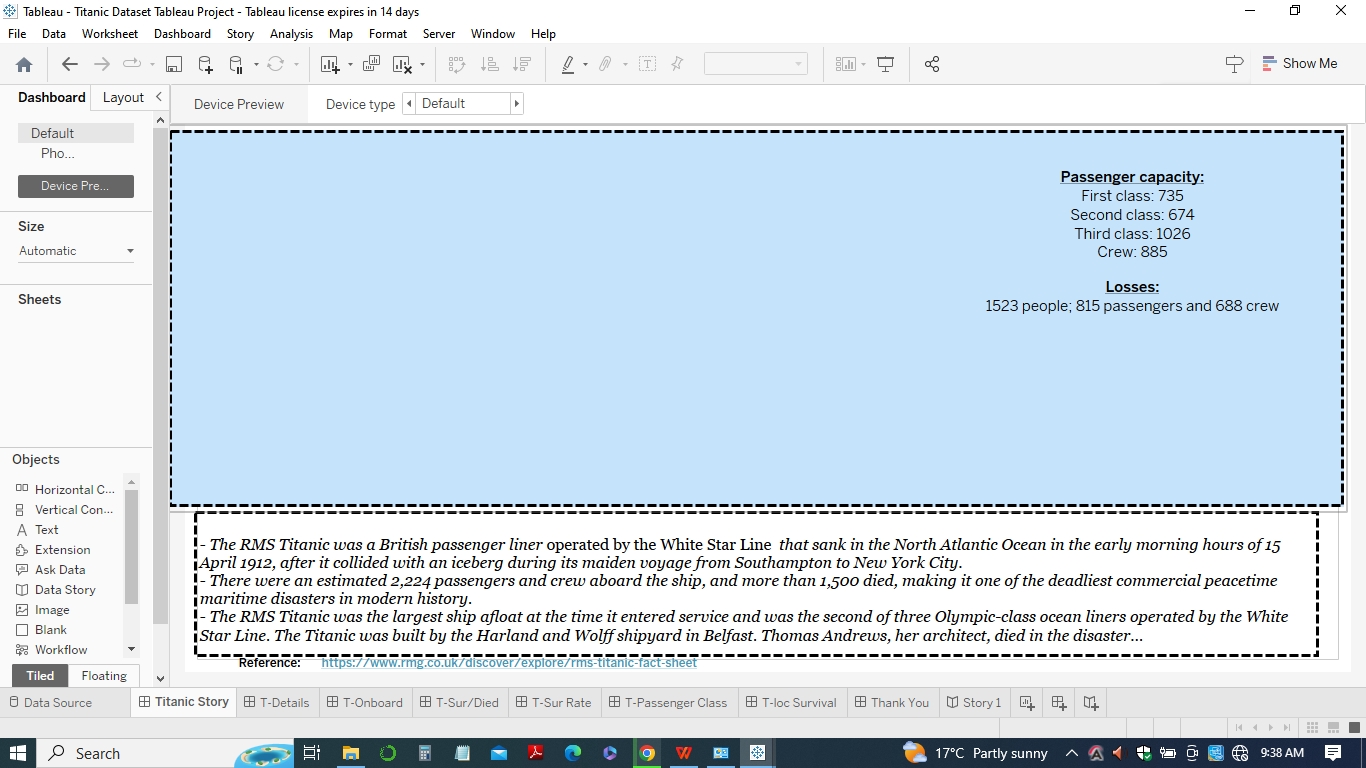 Tableau - Titanic Dataset Tableau Project - Tableau license expires in 14 days
File Data Worksheet Dashboard Story Analysis Map Format Server Window Help
Show Me
Dashboard Layout
Device Preview Device type Default
Default
Pho...
Device Pre...
Size
Automatic
Sheets
Passenger capacity:
First class: 735
Second class: 674
Third class: 1026
Crew: 885
Losses:
1523 people; 815 passengers and 688 crew
Objects
Horizontal C...
Vertical Con...
Text
Extension
Ask Data
Data Story
Image
Blank
Workflow
Tiled Floating
- The RMS Titanic was a British passenger liner operated by the White Star Line that sank in the North Atlantic Ocean in the early morning hours of 15
April 1912, after it collided with an iceberg during its maiden voyage from Southampton to New York City.
- There were an estimated 2,224 passengers and crew aboard the ship, and more than 1,500 died, making it one of the deadliest commercial peacetime
maritime disasters in modern history.
- The RMS Titanic was the largest ship afloat at the time it entered service and was the second of three Olympic-class ocean liners operated by the White
Star Line. The Titanic was built by the Harland and Wolff shipyard in Belfast. Thomas Andrews, her architect, died in the disaster...
Reference: https://www.rmg.co.uk/discover/explore/rms-titanic-fact-sheet
Data Source Titanic Story T-Details T-Onboard T-Sur/Died T-Sur Rate T-Passenger Class T-loc Survival Thank You Story 1
Search 17°C Partly sunny 9:38 AM